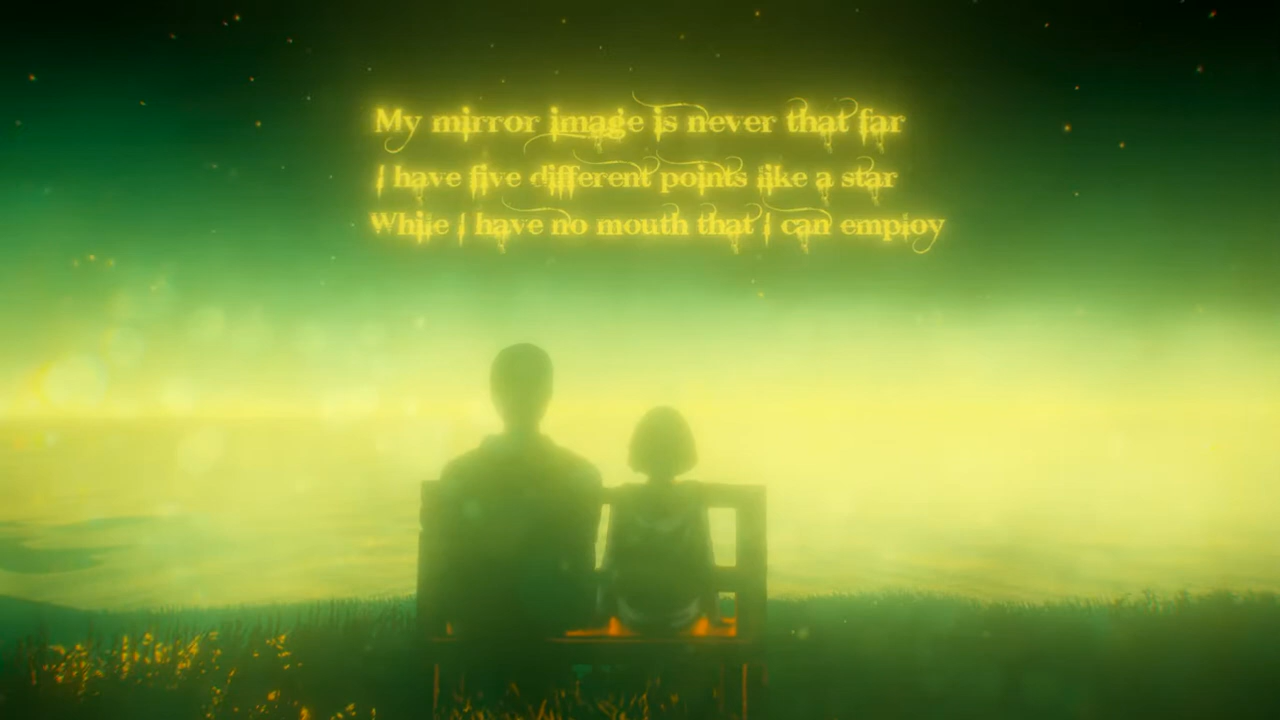 My mirror image is never that far
I have five different points like a star
While I have no mouth that I can employ